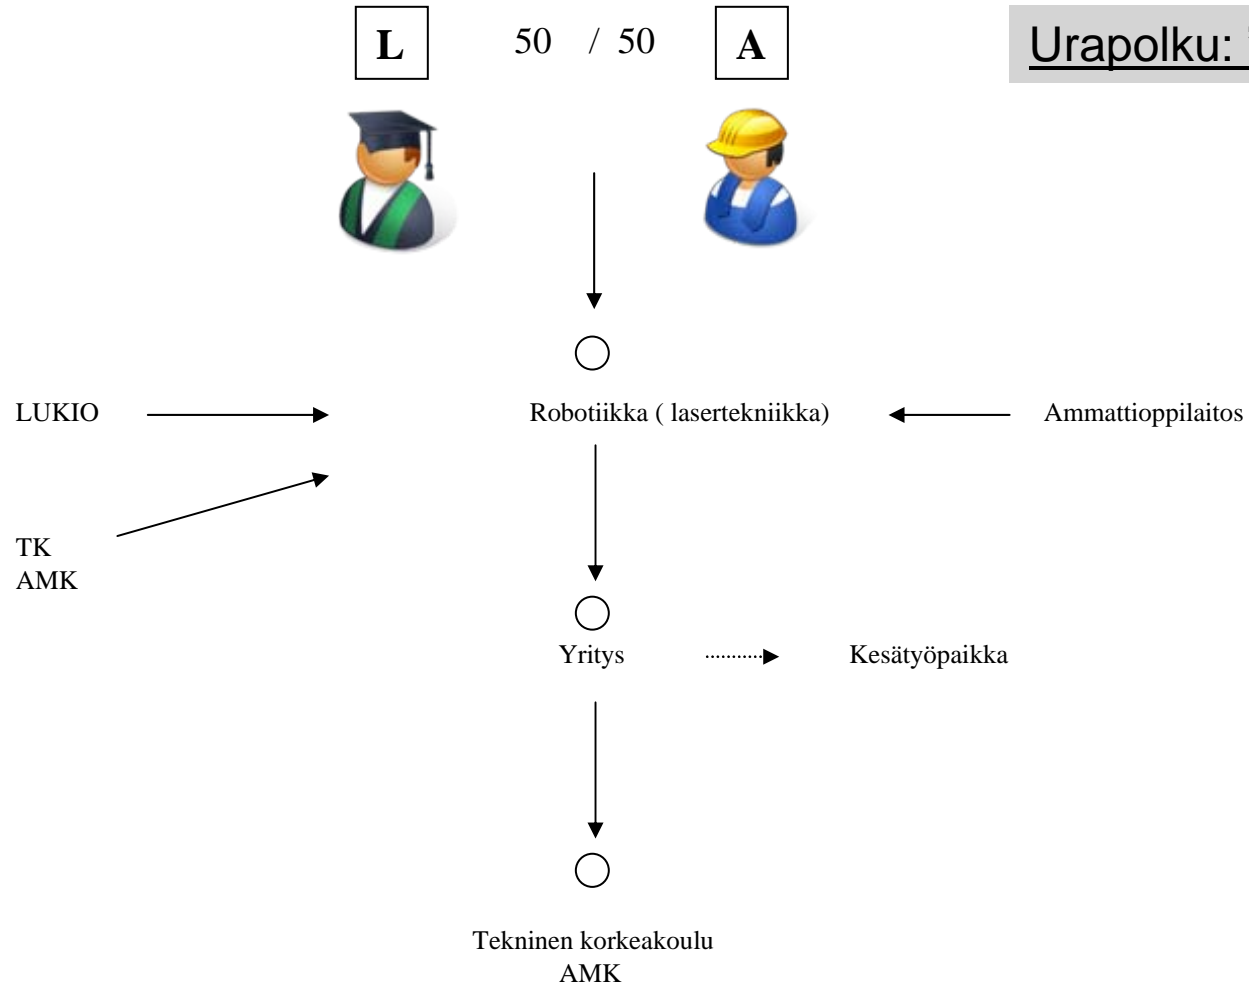 L 50 / 50 A
Urapolku:
LUKIO Robotiikka ( lasertekniikka) Ammattioppilaitos
TK
AMK
Yritys Kesätyöpaikka
Tekninen korkeakoulu
AMK